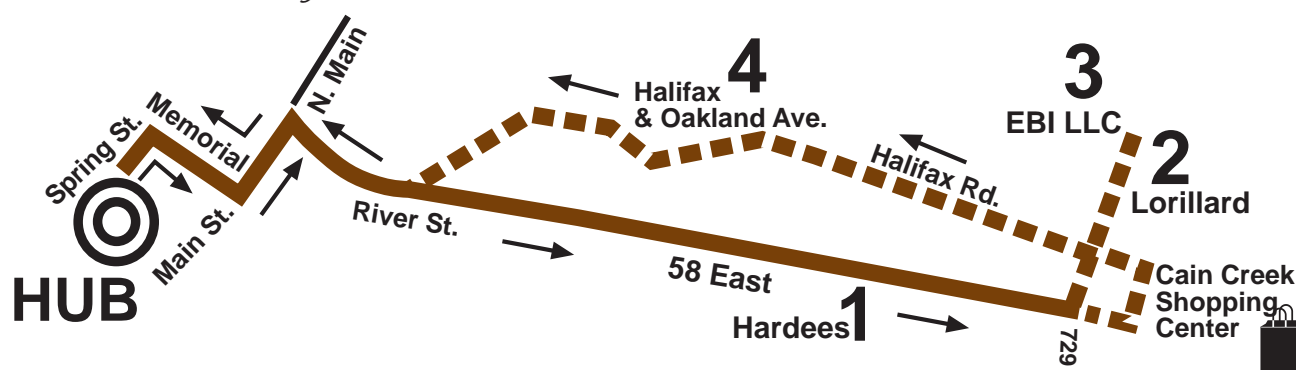 N. Main
Memorial
Spring St.
Main St.
HUB
River St.
4
Halifax
& Oakland Ave.
Halifax Rd.
3
EBI LLC
2
Lorillard
58 East
1
Hardees
729
Cain Creek
Shopping
Center